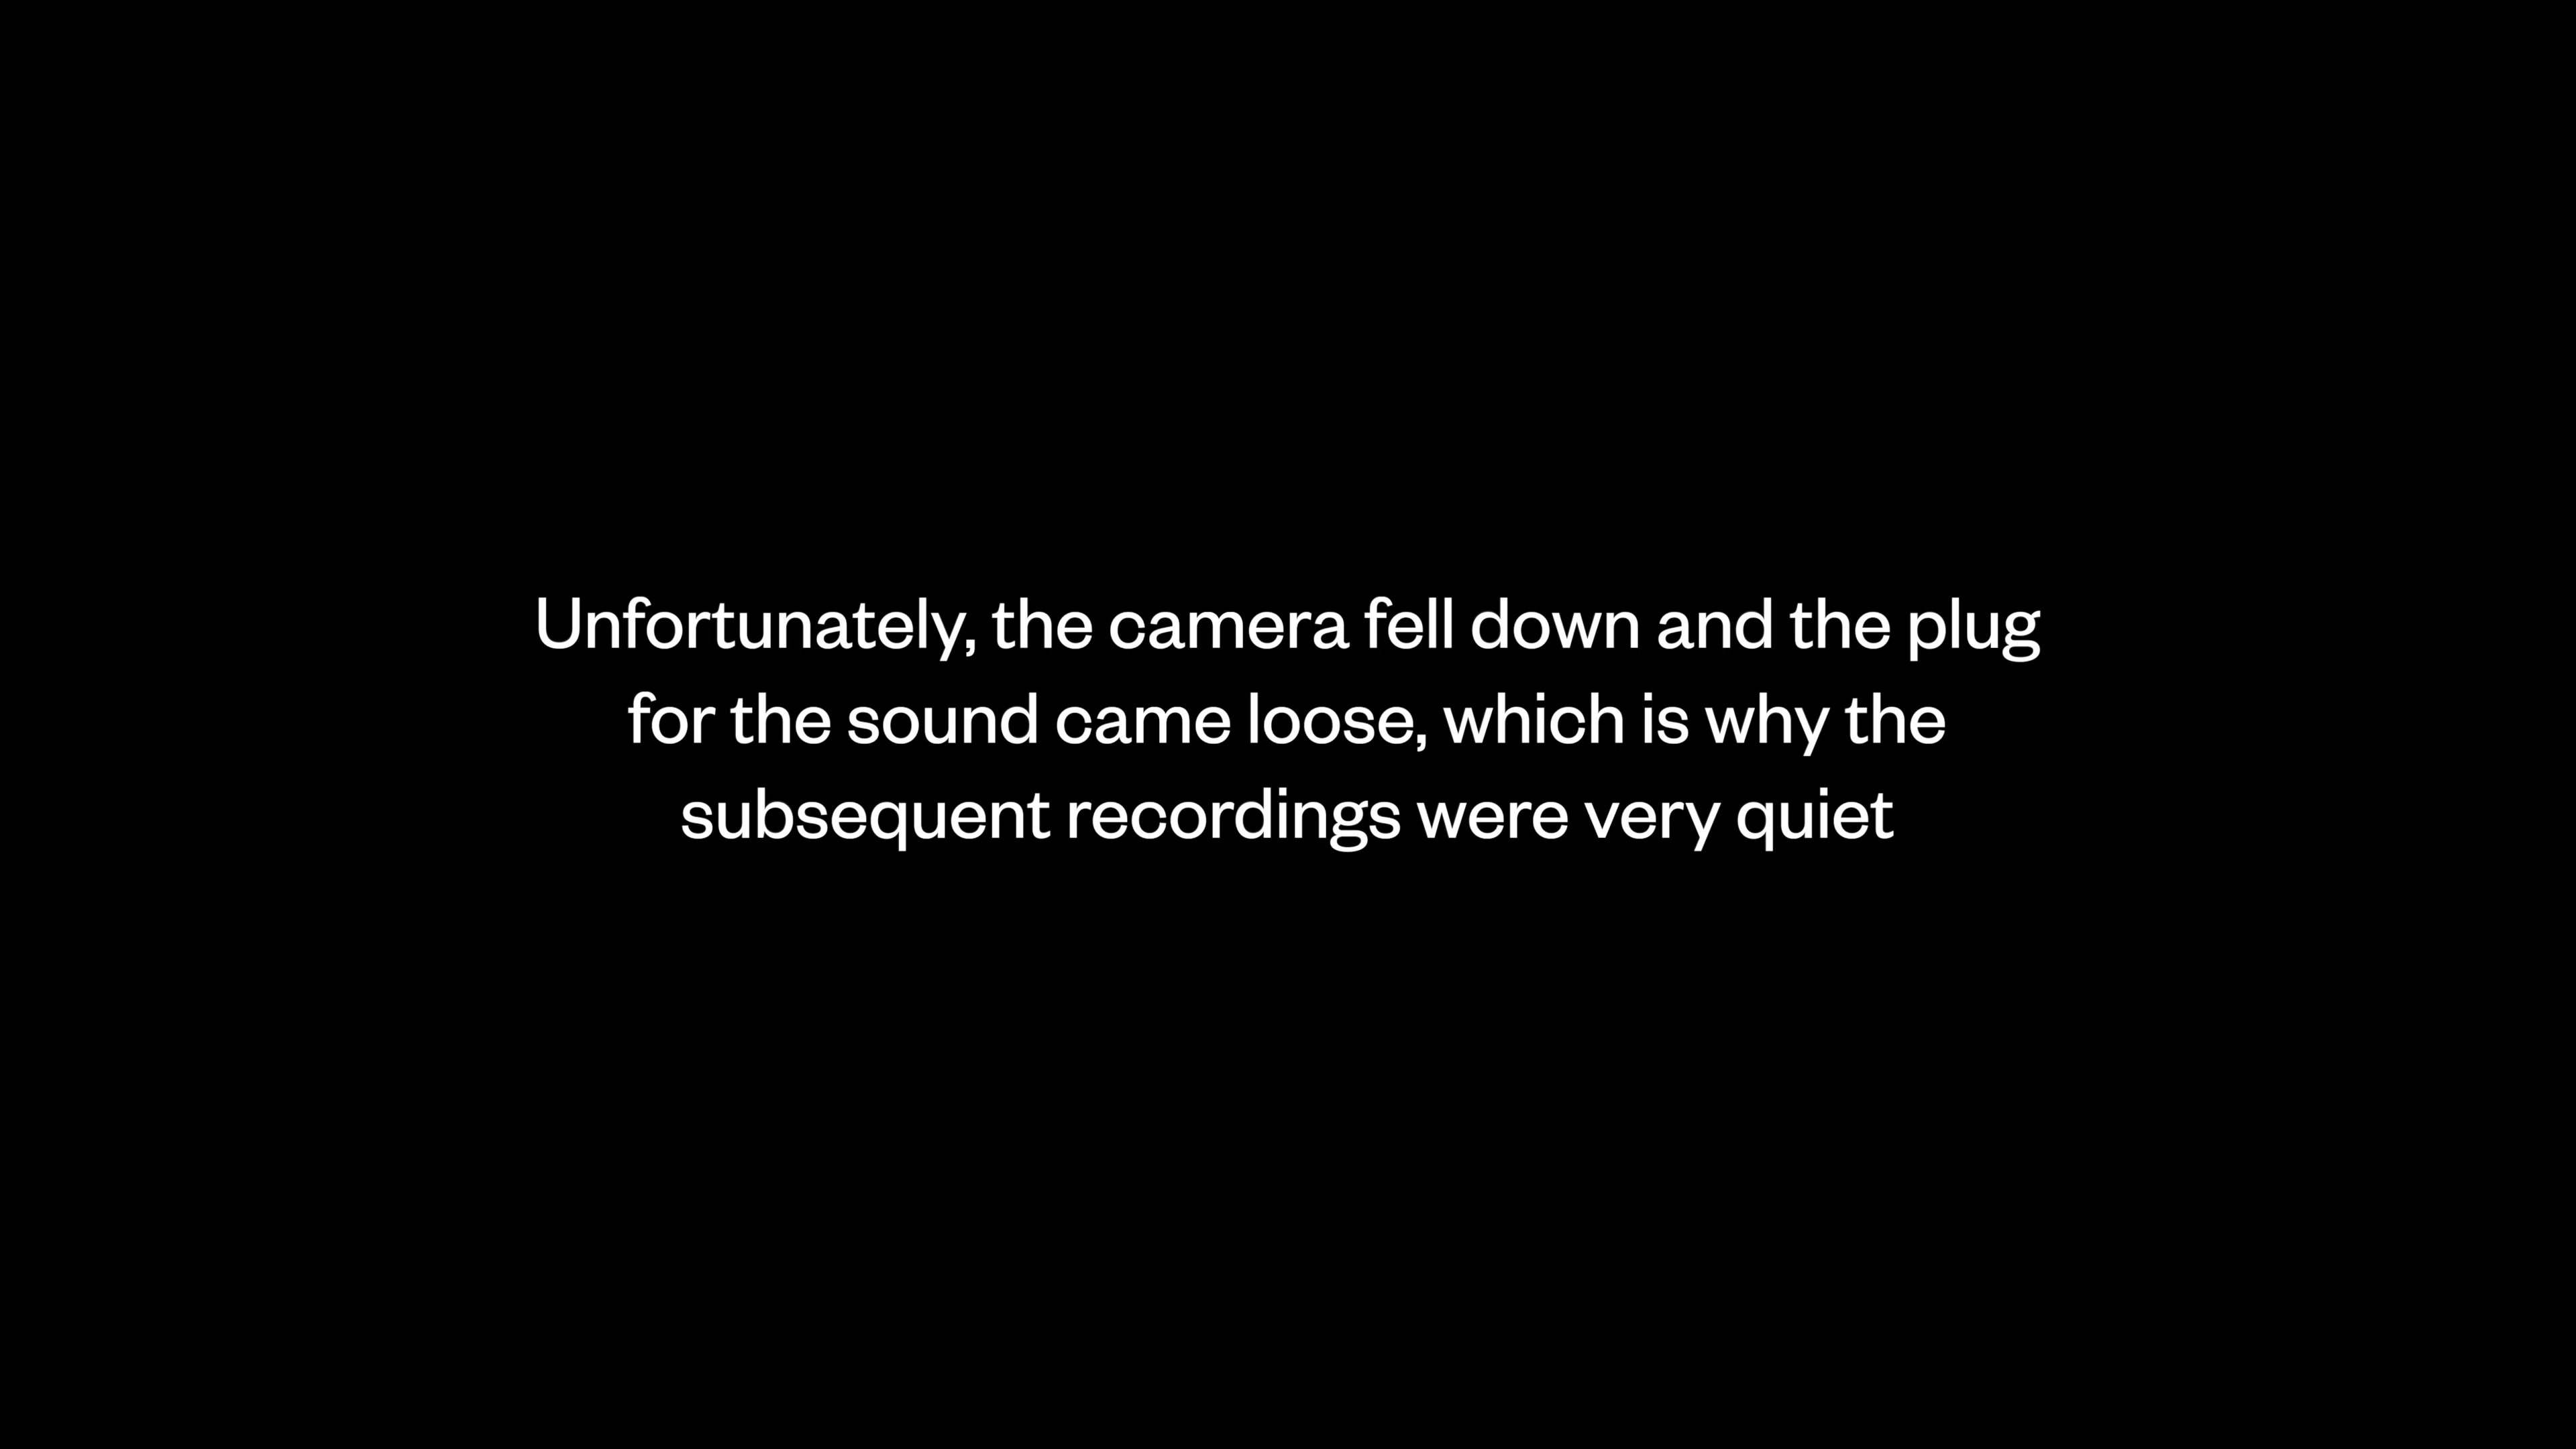 Unfortunately, the camera fell down and the plug
for the sound came loose, which is why the
subsequent recordings were very quiet